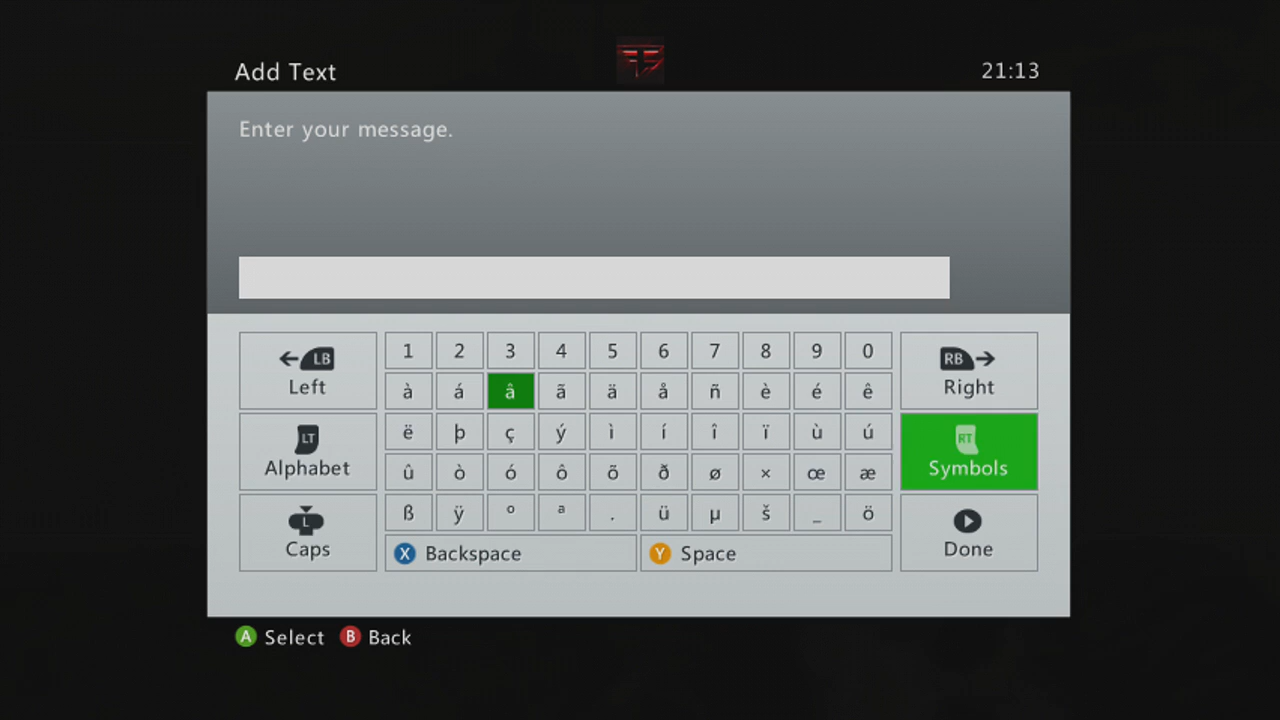 Add Text 21:13
Enter your message.
LB
Left
1 2 3 4 5 6 7 8 9 0
RB
Right
à á â ã ä å ñ è é ê
LT
Alphabet
ë þ ç ý ì í î ï ù ú
RT
Symbols
û ò ó ô õ ð ø × œ æ
L
Caps
ß ÿ º ª . ü µ š _ ö
Done
X Backspace
Y Space
A Select B Back